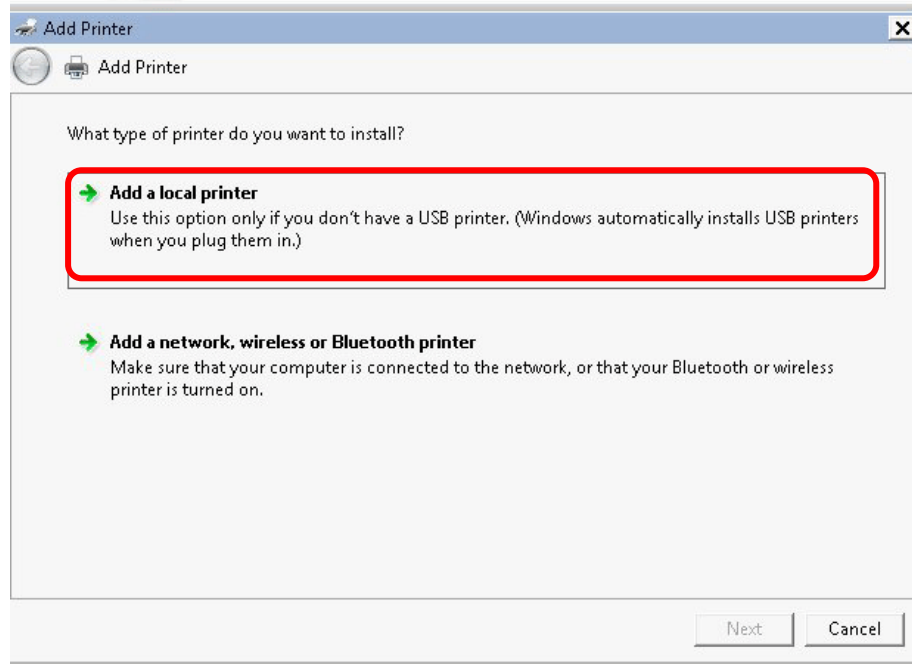 Add Printer
Add Printer
What type of printer do you want to install?
Add a local printer
Use this option only if you don't have a USB printer. (Windows automatically installs USB printers
when you plug them in.)
Add a network, wireless or Bluetooth printer
Make sure that your computer is connected to the network, or that your Bluetooth or wireless
printer is turned on.
Next Cancel